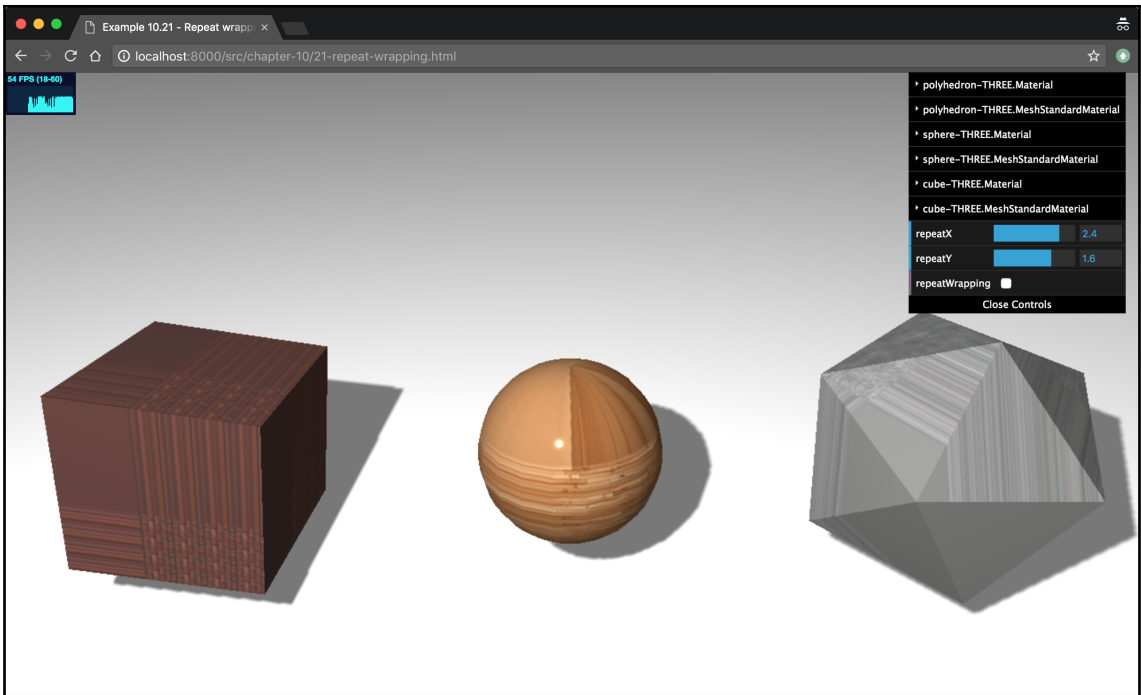 Example 10.21 - Repeat wrapp
localhost:8000/src/chapter-10/21-repeat-wrapping.html
54 FPS (18-60)
polyhedron-THREE.Material
polyhedron-THREE.MeshStandardMaterial
sphere-THREE.Material
sphere-THREE.MeshStandardMaterial
cube-THREE.Material
cube-THREE.MeshStandardMaterial
repeatX 2.4
repeatY 1.6
repeatWrapping
Close Controls